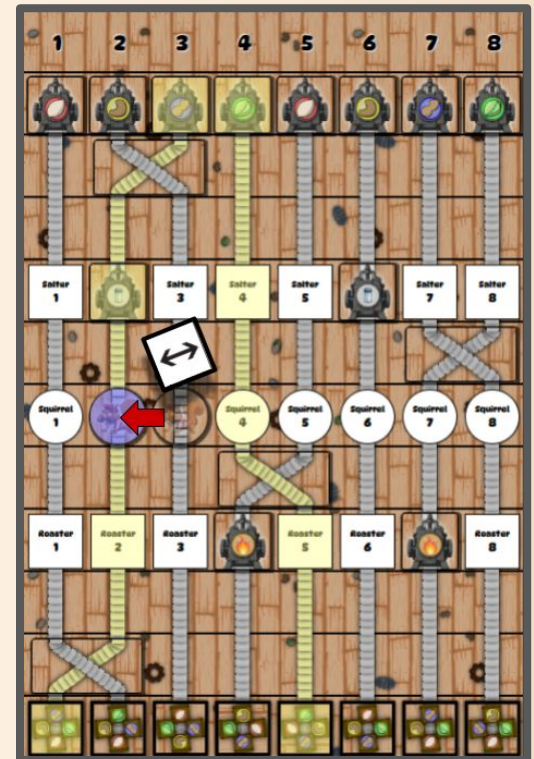 1 2 3 4 5 6 7 8
Salter 1
Salter 3
Salter 4
Salter 5
Salter 7
Salter 8
Squirrel 1
Squirrel 4
Squirrel 5
Squirrel 6
Squirrel 7
Squirrel 8
Roaster 1
Roaster 2
Roaster 3
Roaster 5
Roaster 6
Roaster 8